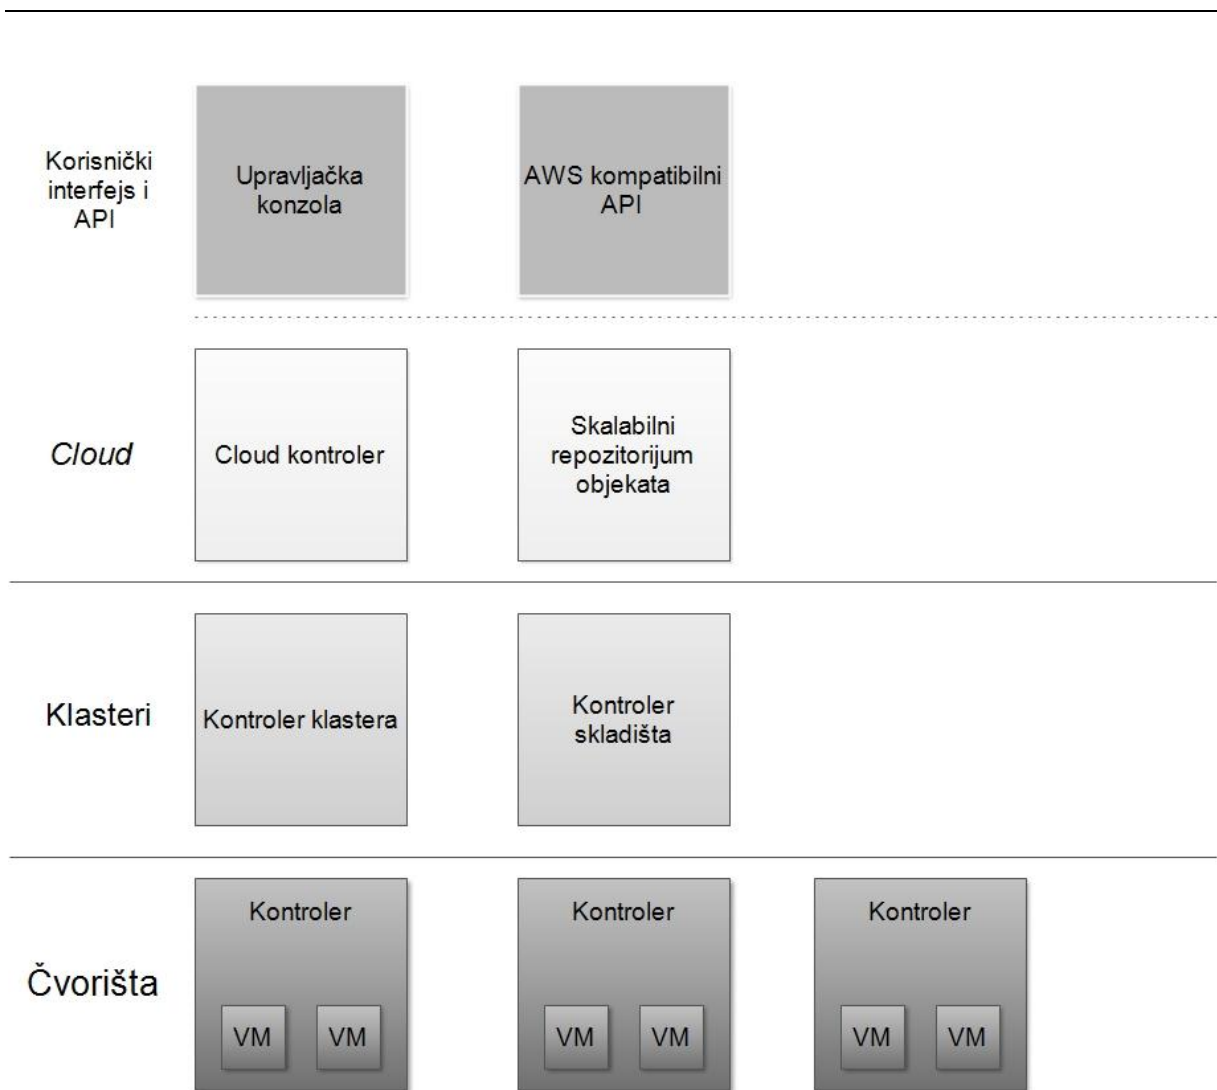 Korisnički
interfejs i
API
Upravljačka
konzola
AWS kompatibilni
API
Cloud
Cloud kontroler
Skalabilni
repozitorijum
objekata
Klasteri
Kontroler klastera
Kontroler
skladišta
Čvorišta
Kontroler
VM VM
Kontroler
VM VM
Kontroler
VM VM